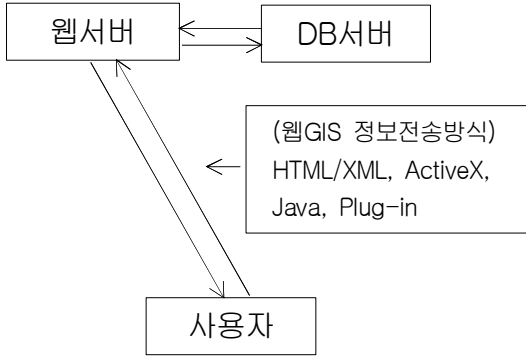 웹서버
DB서버
(웹GIS 정보전송방식)
HTML/XML, ActiveX,
Java, Plug-in
사용자